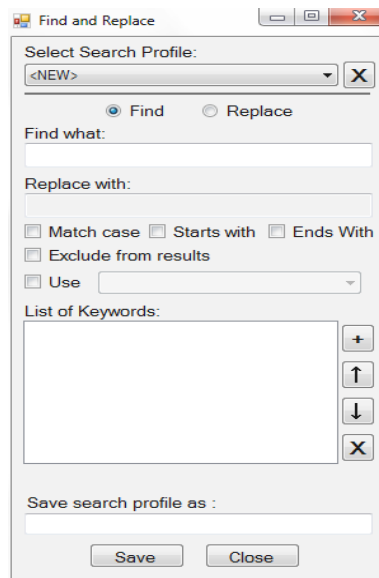 Find and Replace
Select Search Profile:
<NEW>
X
Find Replace
Find what:
Replace with:
Match case Starts with Ends With
Exclude from results
Use
List of Keywords:
+
↑
↓
X
Save search profile as :
Save Close